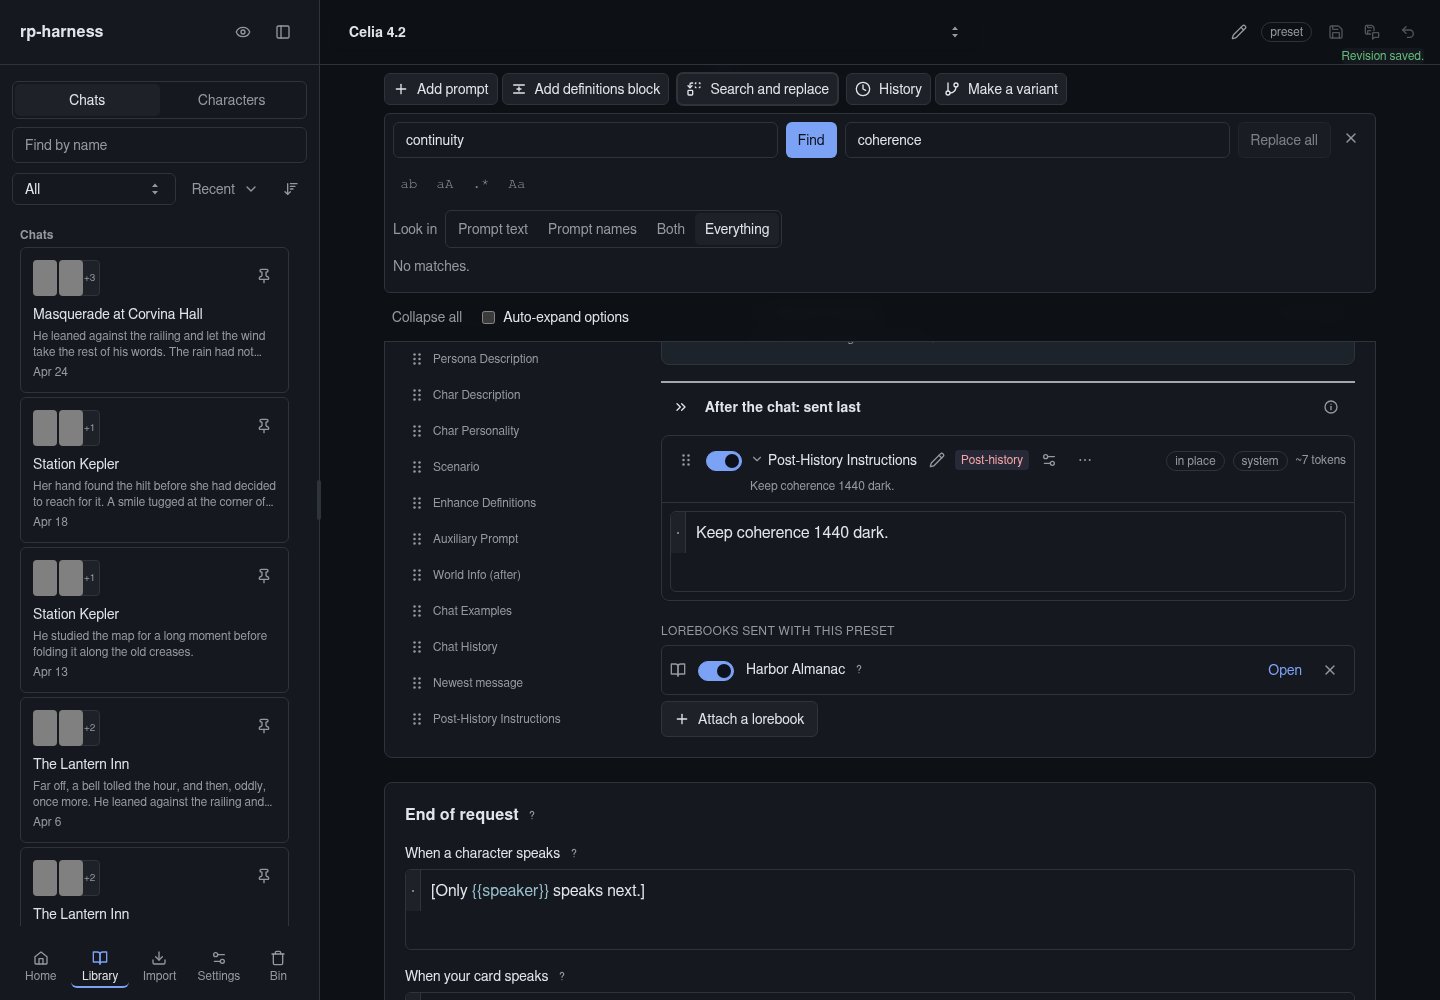 rp-harness
Celia 4.2
preset
Revision saved.
Chats
Characters
Find by name
All
Recent
Chats
+3
Masquerade at Corvina Hall
He leaned against the railing and let the wind
take the rest of his words. The rain had not...
Apr 24
+1
Station Kepler
Her hand found the hilt before she had decided
to reach for it. A smile tugged at the corner of...
Apr 18
+1
Station Kepler
He studied the map for a long moment before
folding it along the old creases.
Apr 13
+2
The Lantern Inn
Far off, a bell tolled the hour, and then, oddly,
once more. He leaned against the railing and...
Apr 6
+2
The Lantern Inn
Home
Library
Import
Settings
Bin
Add prompt
Add definitions block
Search and replace
History
Make a variant
continuity
Find
coherence
Replace all
ab
aA
.*
Aa
Look in
Prompt text
Prompt names
Both
Everything
No matches.
Collapse all
Auto-expand options
Persona Description
Char Description
Char Personality
Scenario
Enhance Definitions
Auxiliary Prompt
World Info (after)
Chat Examples
Chat History
Newest message
Post-History Instructions
After the chat: sent last
Post-History Instructions
Post-history
in place
system
~7 tokens
Keep coherence 1440 dark.
Keep coherence 1440 dark.
LOREBOOKS SENT WITH THIS PRESET
Harbor Almanac ?
Open
Attach a lorebook
End of request ?
When a character speaks ?
[Only {{speaker}} speaks next.]
When your card speaks ?